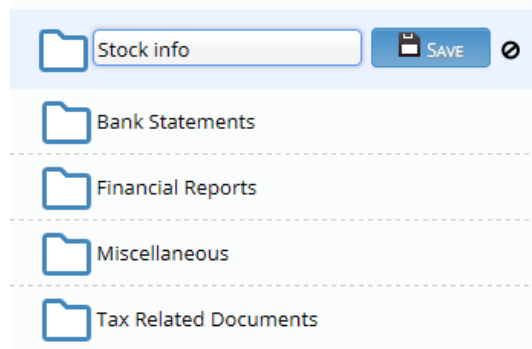 Stock info
SAVE
Bank Statements
Financial Reports
Miscellaneous
Tax Related Documents